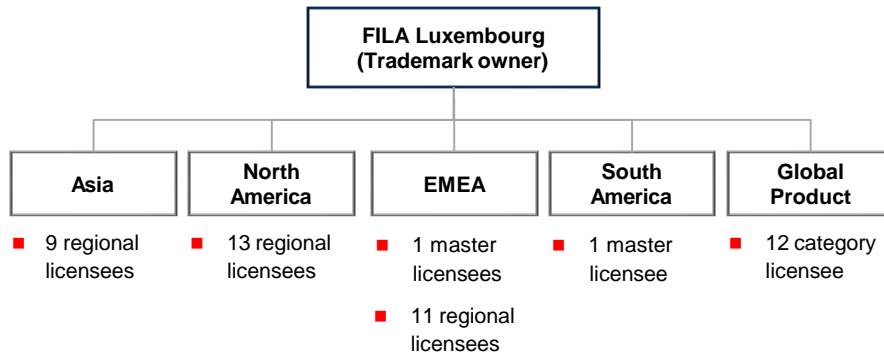 FILA Luxembourg
(Trademark owner)
Asia
North
America
EMEA
South
America
Global
Product
9 regional
licensees
13 regional
licensees
1 master
licensees
11 regional
licensees
1 master
licensee
12 category
licensee